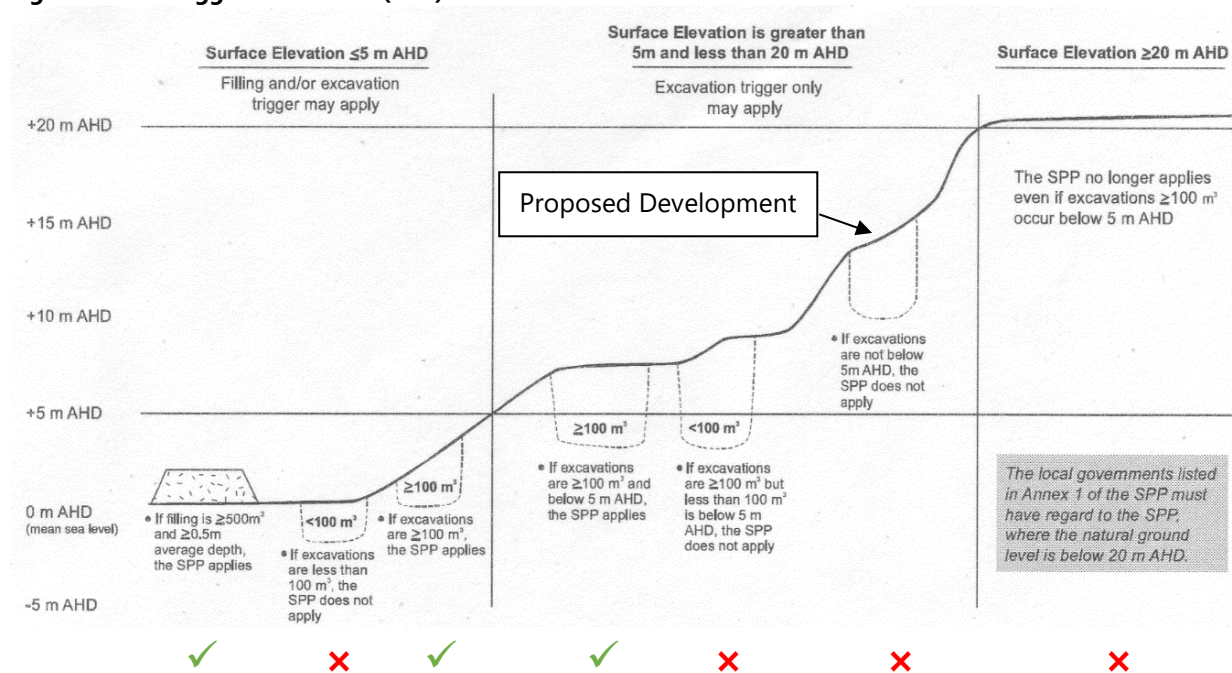 Surface Elevation ≤5 m AHD
Filling and/or excavation
trigger may apply
Surface Elevation is greater than
5m and less than 20 m AHD
Excavation trigger only
may apply
Surface Elevation ≥20 m AHD
+20 m AHD
+15 m AHD
+10 m AHD
+5 m AHD
0 m AHD
(mean sea level)
-5 m AHD
Proposed Development
The SPP no longer applies
even if excavations ≥100 m³
occur below 5 m AHD
• If excavations
are not below
5m AHD, the
SPP does not
apply
≥100 m³
<100 m³
• If excavations
are ≥100 m³ and
below 5 m AHD,
the SPP applies
• If excavations
are ≥100 m³ but
less than 100 m³
is below 5 m
AHD, the SPP
does not apply
The local governments listed
in Annex 1 of the SPP must
have regard to the SPP,
where the natural ground
level is below 20 m AHD.
• If filling is ≥500m³
and ≥0.5m
average depth,
the SPP applies
<100 m³
• If excavations
are less than
100 m³, the
SPP does not
apply
≥100 m³
• If excavations
are ≥100 m³,
the SPP applies